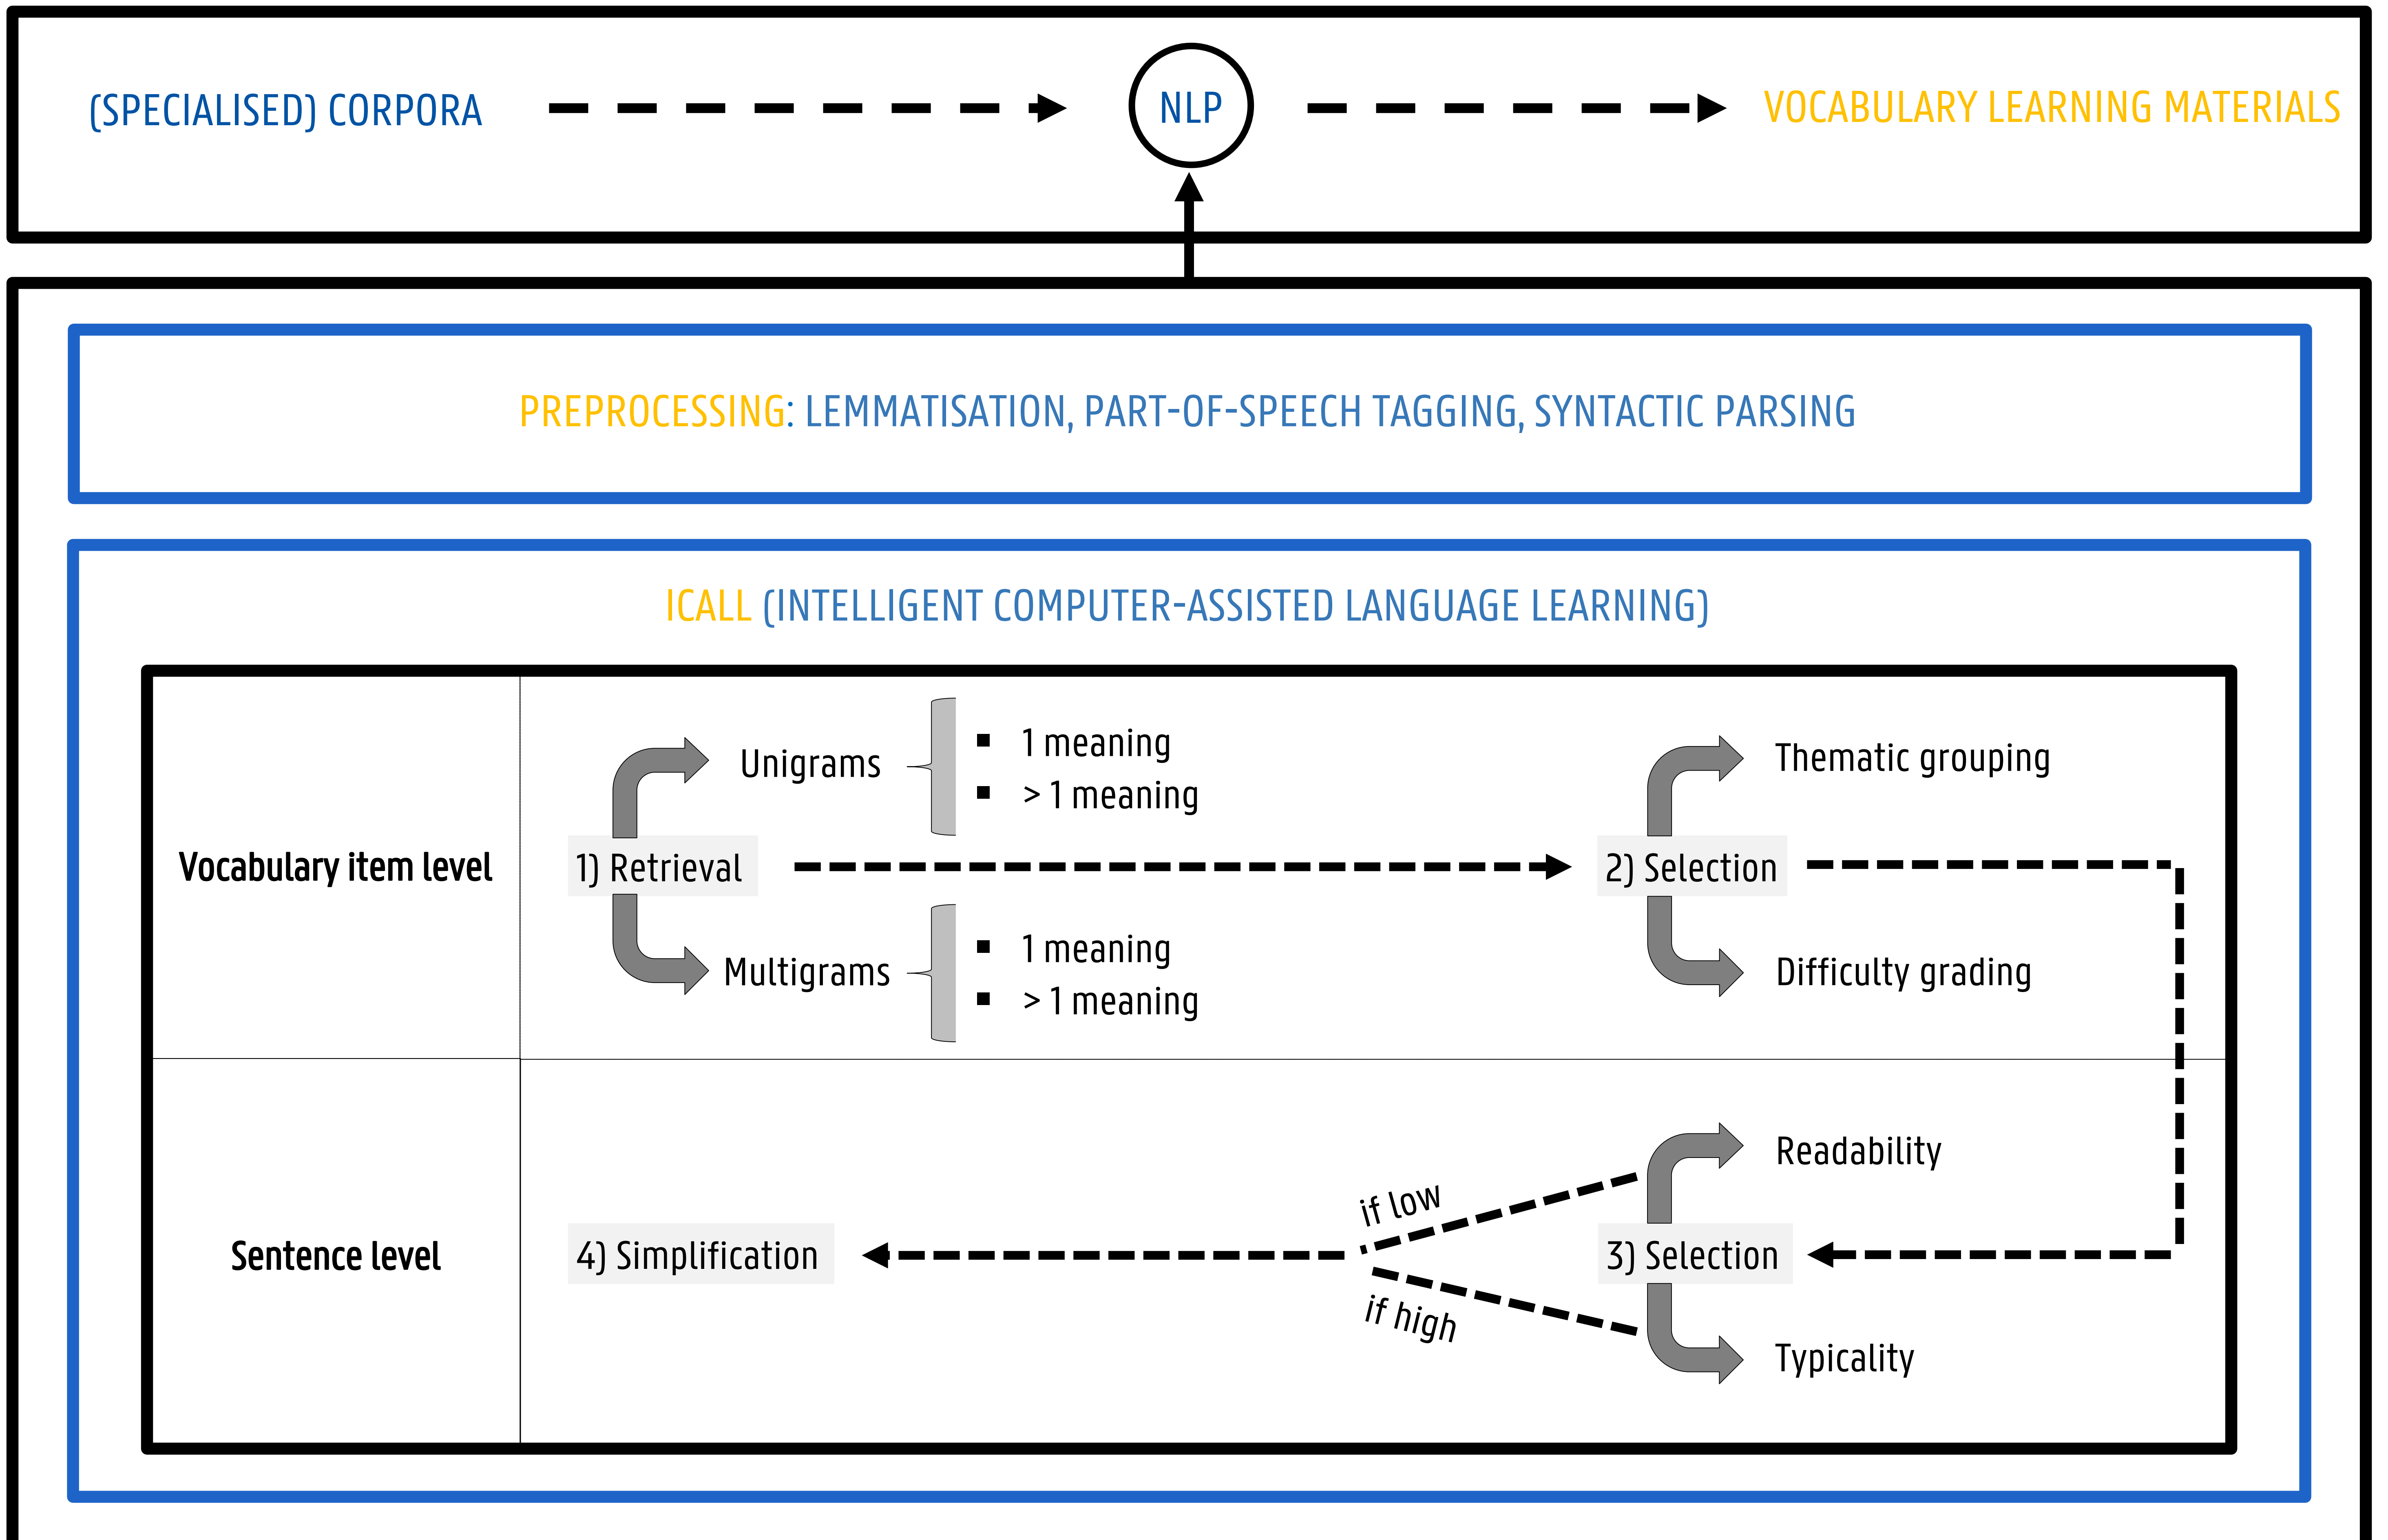 (SPECIALISED) CORPORA
NLP
VOCABULARY LEARNING MATERIALS
PREPROCESSING: LEMMATISATION, PART-OF-SPEECH TAGGING, SYNTACTIC PARSING
ICALL (INTELLIGENT COMPUTER-ASSISTED LANGUAGE LEARNING)
Vocabulary item level
1) Retrieval
Unigrams
▪ 1 meaning
▪ > 1 meaning
Multigrams
▪ 1 meaning
▪ > 1 meaning
2) Selection
Thematic grouping
Difficulty grading
Sentence level
3) Selection
Readability
Typicality
if low
if high
4) Simplification